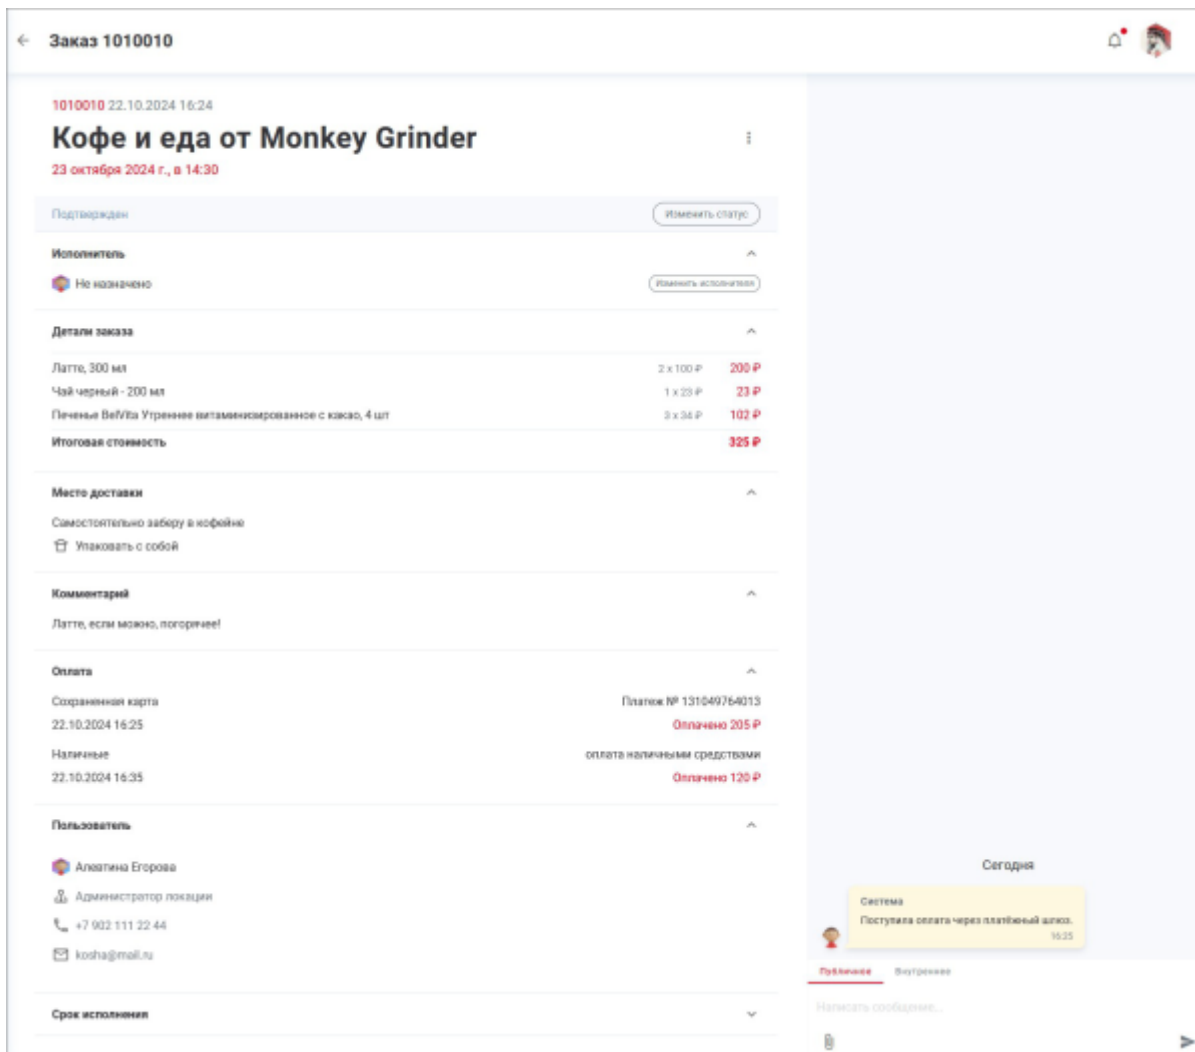 Заказ 1010010
1010010 22.10.2024 16:24
Кофе и еда от Monkey Grinder
23 октября 2024 г., в 14:30
Подтвержден
Изменить статус
Исполнитель
Не назначено
Изменить исполнителя
Детали заказа
Латте, 300 мл 2 x 100 ₽ 200 ₽
Чай черный - 200 мл 1 x 23 ₽ 23 ₽
Печенье BelVita Утреннее витаминизированное с какао, 4 шт 3 x 34 ₽ 102 ₽
Итоговая стоимость 325 ₽
Место доставки
Самостоятельно заберу в кофейне
Упаковать с собой
Комментарий
Латте, если можно, погорячее!
Оплата
Сохраненная карта Платеж № 131049764013
22.10.2024 16:25 Оплачено 205 ₽
Наличные оплата наличными средствами
22.10.2024 16:35 Оплачено 120 ₽
Пользователь
Алевтина Егорова
Администратор локации
+7 902 111 22 44
kosha@mail.ru
Срок исполнения
Сегодня
Система
Поступила оплата через платёжный шлюз.
16:25
Публичное Внутреннее
Написать сообщение...